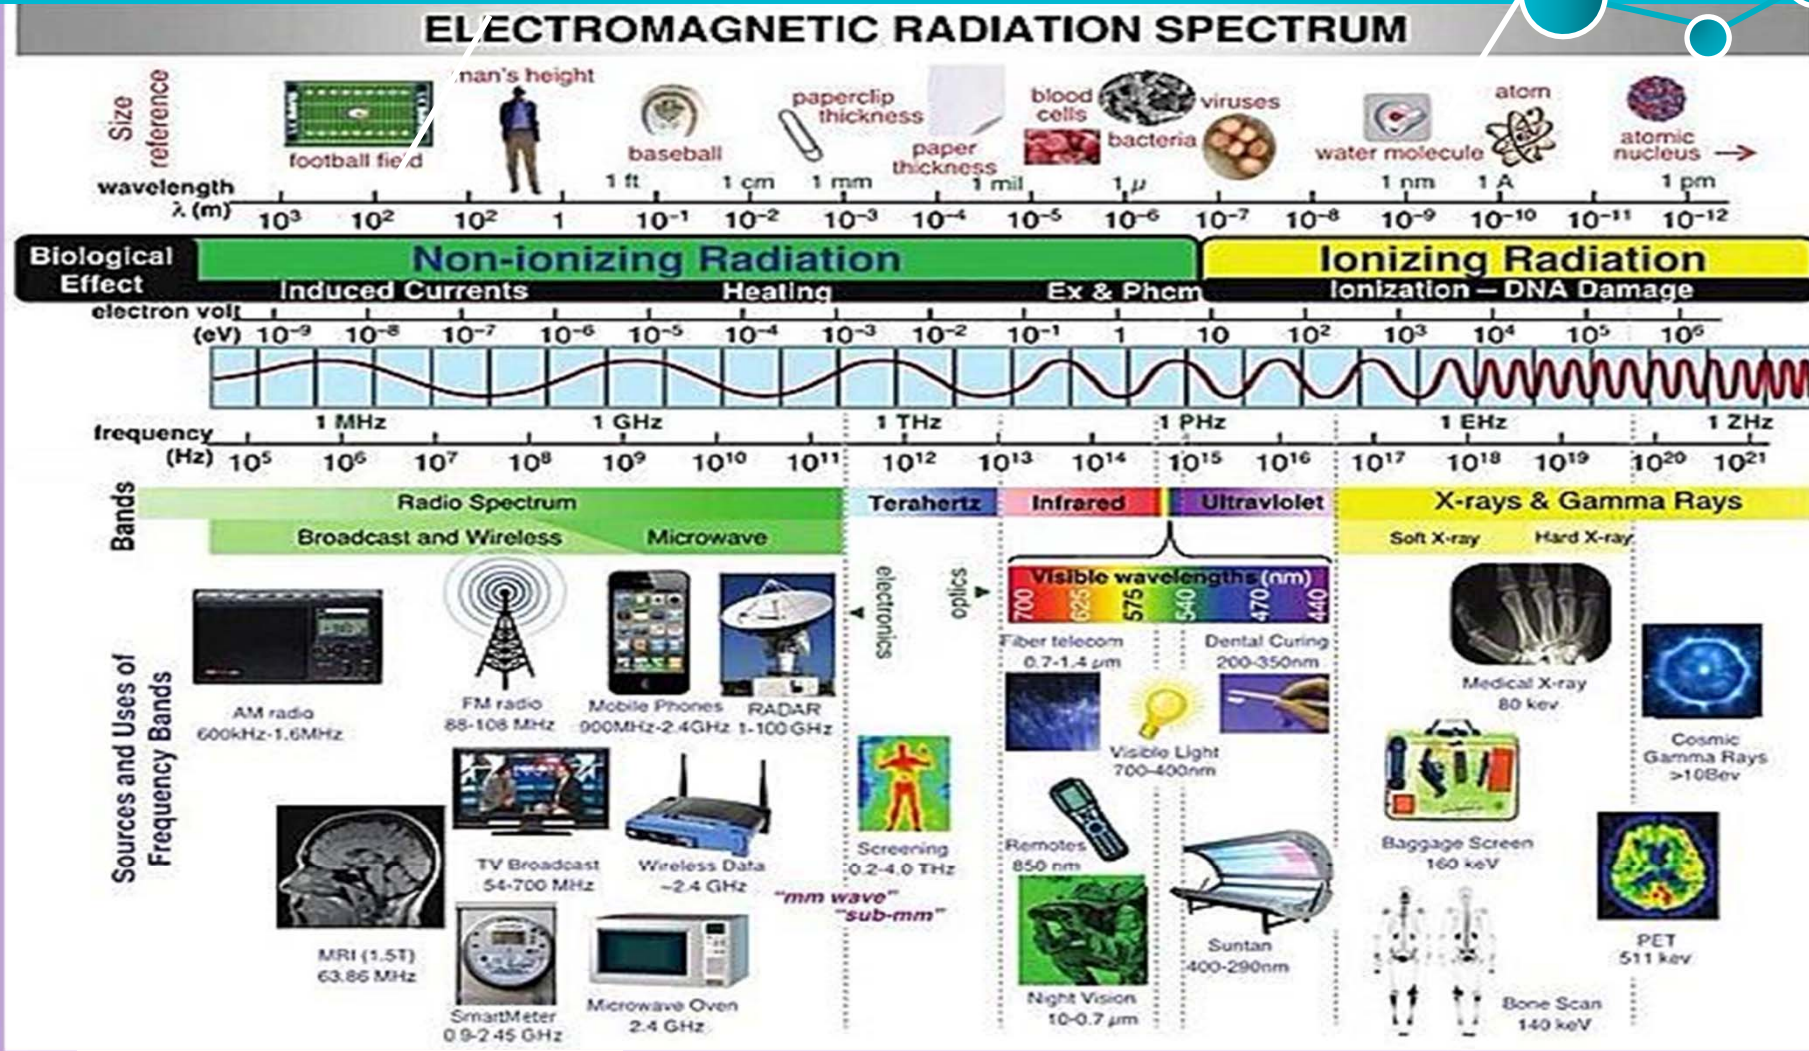 ELECTROMAGNETIC RADIATION SPECTRUM
Size
reference
football field
man's height
baseball
paperclip
thickness
paper
thickness
blood
cells
bacteria
viruses
water molecule
atom
atomic
nucleus
wavelength
λ (m)
1 ft 1 cm 1 mm 1 mil 1 μ 1 nm 1 A 1 pm
10³ 10² 10² 1 10⁻¹ 10⁻² 10⁻³ 10⁻⁴ 10⁻⁵ 10⁻⁶ 10⁻⁷ 10⁻⁸ 10⁻⁹ 10⁻¹⁰ 10⁻¹¹ 10⁻¹²
Biological
Effect
Non-ionizing Radiation Ionizing Radiation
Induced Currents Heating Ex & Phcm Ionization – DNA Damage
electron volt
(eV) 10⁻⁹ 10⁻⁸ 10⁻⁷ 10⁻⁶ 10⁻⁵ 10⁻⁴ 10⁻³ 10⁻² 10⁻¹ 1 10 10² 10³ 10⁴ 10⁵ 10⁶
1 MHz 1 GHz 1 THz 1 PHz 1 EHz 1 ZHz
frequency
(Hz) 10⁵ 10⁶ 10⁷ 10⁸ 10⁹ 10¹⁰ 10¹¹ 10¹² 10¹³ 10¹⁴ 10¹⁵ 10¹⁶ 10¹⁷ 10¹⁸ 10¹⁹ 10²⁰ 10²¹
Bands
Radio Spectrum Terahertz Infrared Ultraviolet X-rays & Gamma Rays
Broadcast and Wireless Microwave Soft X-ray Hard X-ray
electronics
optics
Visible wavelengths (nm)
700 625 575 540 470 440
Sources and Uses of
Frequency Bands
AM radio
600kHz-1.6MHz
FM radio
88-108 MHz
Mobile Phones
900MHz-2.4GHz
RADAR
1-100 GHz
Fiber telecom
0.7-1.4 μm
Dental Curing
200-350nm
Medical X-ray
80 kev
Visible Light
700-400nm
Cosmic
Gamma Rays
>10Bev
TV Broadcast
54-700 MHz
Wireless Data
~2.4 GHz
Screening
0.2-4.0 THz
"mm wave"
"sub-mm"
Remotes
850 nm
Baggage Screen
160 keV
MRI (1.5T)
63.86 MHz
SmartMeter
0.9-2.45 GHz
Microwave Oven
2.4 GHz
Night Vision
10-0.7 μm
Suntan
400-290nm
PET
511 kev
Bone Scan
140 keV